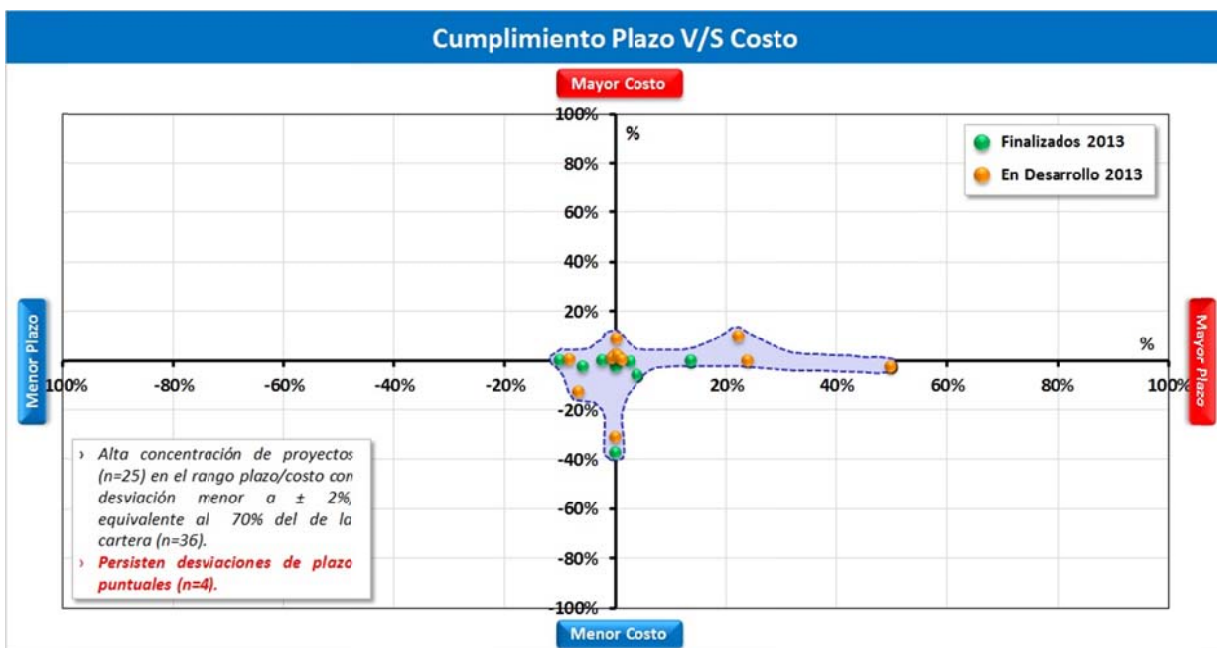 Cumplimiento Plazo V/S Costo
Mayor Costo
100%
%
80%
60%
40%
20%
-20%
-40%
-60%
-80%
-100%
Finalizados 2013
En Desarrollo 2013
Menor Plazo
100% -80% -60% -40% -20% 20% 40% 60% 80% 100%
%
Mayor Plazo
› Alta concentración de proyectos
(n=25) en el rango plazo/costo con
desviación menor a ± 2%,
equivalente al 70% del de la
cartera (n=36).
› Persisten desviaciones de plazo
puntuales (n=4).
Menor Costo